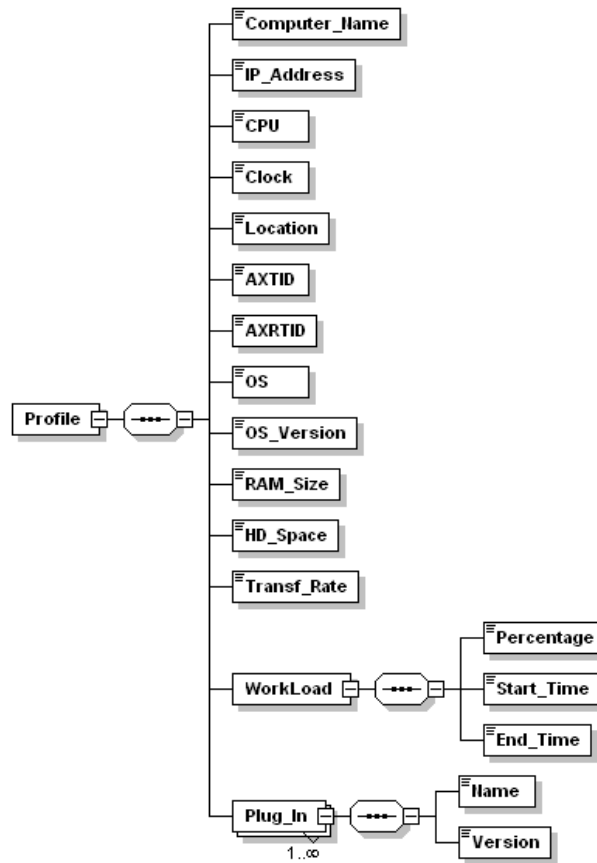 Computer_Name
IP_Address
CPU
Clock
Location
AXTID
AXRTID
OS
Profile
OS_Version
RAM_Size
HD_Space
Transf_Rate
Percentage
WorkLoad
Start_Time
End_Time
Name
Plug_In
Version
1..∞